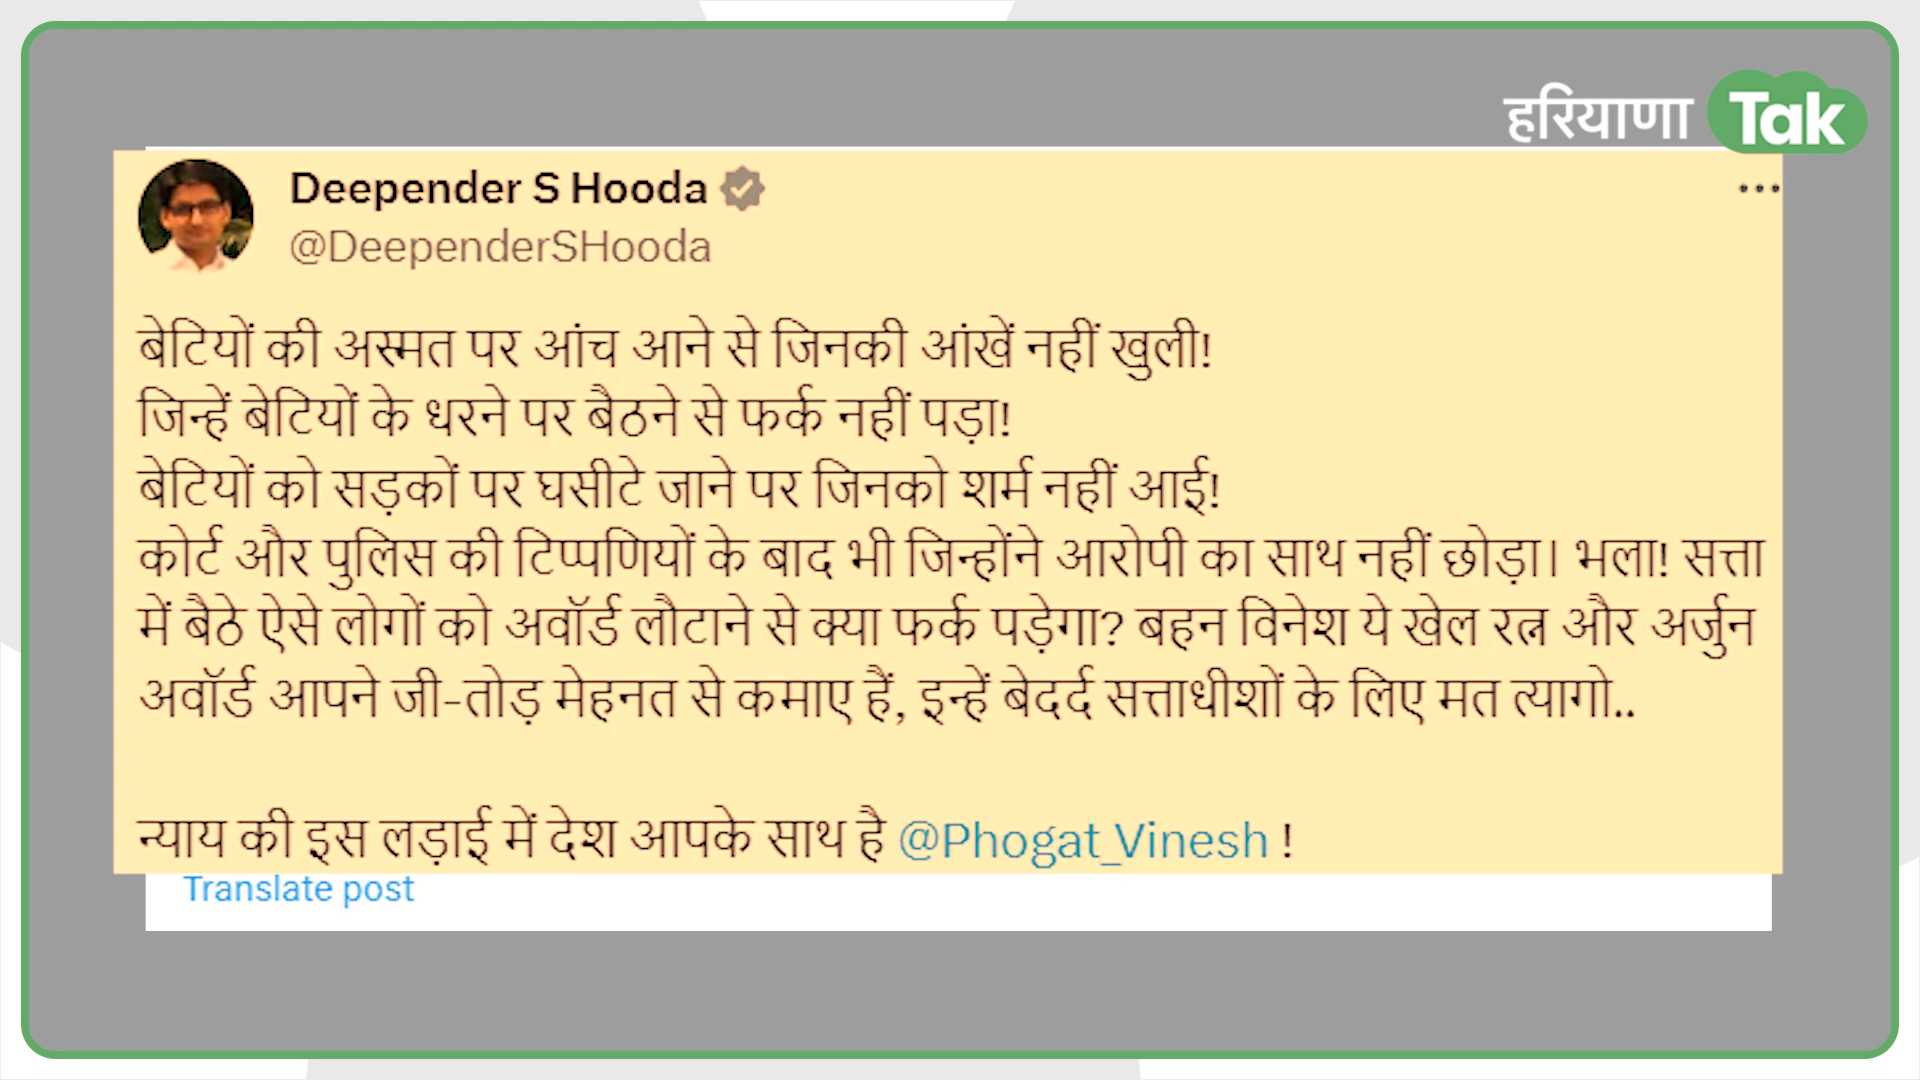 हरियाणा Tak
Deepender S Hooda
@DeependerSHooda
बेटियों की अस्मत पर आंच आने से जिनकी आंखें नहीं खुली!
जिन्हें बेटियों के धरने पर बैठने से फर्क नहीं पड़ा!
बेटियों को सड़कों पर घसीटे जाने पर जिनको शर्म नहीं आई!
कोर्ट और पुलिस की टिप्पणियों के बाद भी जिन्होंने आरोपी का साथ नहीं छोड़ा। भला! सत्ता
में बैठे ऐसे लोगों को अवॉर्ड लौटाने से क्या फर्क पड़ेगा? बहन विनेश ये खेल रत्न और अर्जुन
अवॉर्ड आपने जी-तोड़ मेहनत से कमाए हैं, इन्हें बेदर्द सत्ताधीशों के लिए मत त्यागो..
न्याय की इस लड़ाई में देश आपके साथ है @Phogat_Vinesh !
Translate post